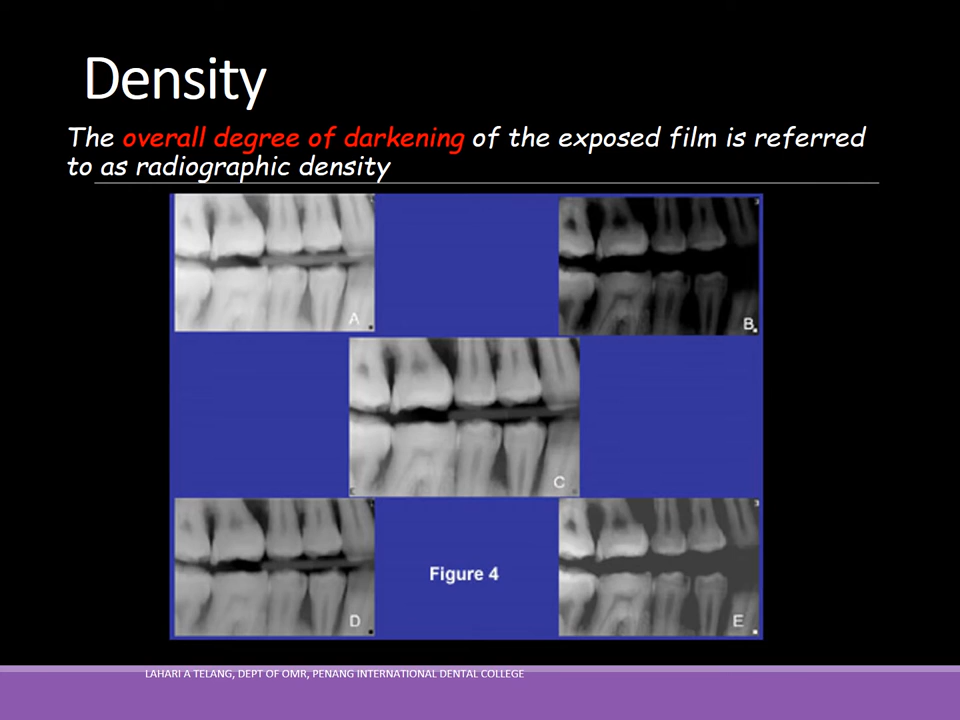 Density
The overall degree of darkening of the exposed film is referred
to as radiographic density
A
B
C
Figure 4
D
E
LAHARI A TELANG, DEPT OF OMR, PENANG INTERNATIONAL DENTAL COLLEGE